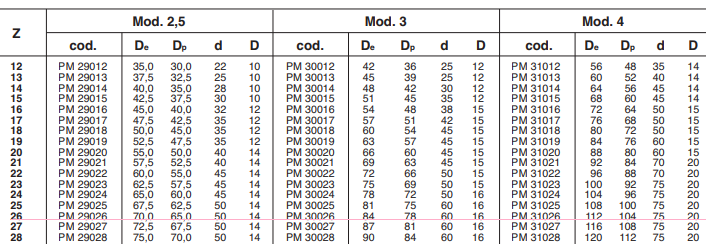 Z Mod. 2,5 Mod. 3 Mod. 4
cod. De Dp d D cod. De Dp d D cod. De Dp d D
12 PM 29012 35,0 30,0 22 10 PM 30012 42 36 25 12 PM 31012 56 48 35 14
13 PM 29013 37,5 32,5 25 10 PM 30013 45 39 25 12 PM 31013 60 52 40 14
14 PM 29014 40,0 35,0 28 10 PM 30014 48 42 30 12 PM 31014 64 56 45 14
15 PM 29015 42,5 37,5 30 10 PM 30015 51 45 35 12 PM 31015 68 60 45 14
16 PM 29016 45,0 40,0 32 12 PM 30016 54 48 38 15 PM 31016 72 64 50 15
17 PM 29017 47,5 42,5 35 12 PM 30017 57 51 42 15 PM 31017 76 68 50 15
18 PM 29018 50,0 45,0 35 12 PM 30018 60 54 45 15 PM 31018 80 72 50 15
19 PM 29019 52,5 47,5 35 12 PM 30019 63 57 45 15 PM 31019 84 76 60 15
20 PM 29020 55,0 50,0 40 14 PM 30020 66 60 45 15 PM 31020 88 80 60 15
21 PM 29021 57,5 52,5 40 14 PM 30021 69 63 45 15 PM 31021 92 84 70 20
22 PM 29022 60,0 55,0 45 14 PM 30022 72 66 50 15 PM 31022 96 88 70 20
23 PM 29023 62,5 57,5 45 14 PM 30023 75 69 50 15 PM 31023 100 92 75 20
24 PM 29024 65,0 60,0 45 14 PM 30024 78 72 50 16 PM 31024 104 96 75 20
25 PM 29025 67,5 62,5 50 14 PM 30025 81 75 60 16 PM 31025 108 100 75 20
26 PM 29026 70,0 65,0 50 14 PM 30026 84 78 60 16 PM 31026 112 104 75 20
27 PM 29027 72,5 67,5 50 14 PM 30027 87 81 60 16 PM 31027 116 108 75 20
28 PM 29028 75,0 70,0 50 14 PM 30028 90 84 60 16 PM 31028 120 112 75 20